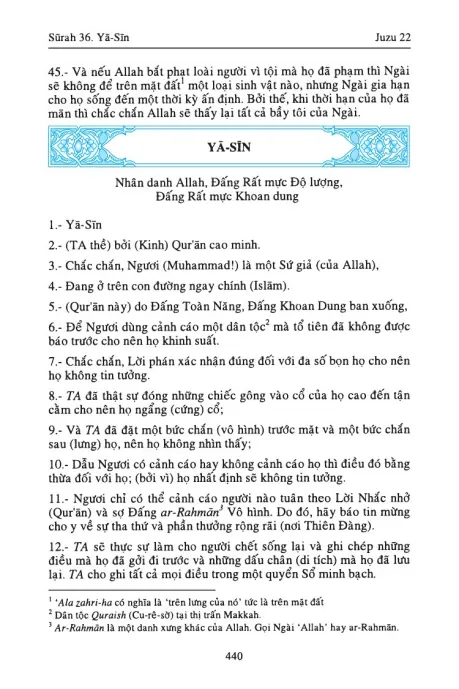 Sūrah 36. Yā-Sīn Juzu 22
45.- Và nếu Allah bắt phạt loài người vì tội mà họ đã phạm thì Ngài
sẽ không để trên mặt đất¹ một loại sinh vật nào, nhưng Ngài gia hạn
cho họ sống đến một thời kỳ ấn định. Bởi thế, khi thời hạn của họ đã
mãn thì chắc chắn Allah sẽ thấy lại tất cả bầy tôi của Ngài.
YĀ-SĪN
Nhân danh Allah, Đấng Rất mực Độ lượng,
Đấng Rất mực Khoan dung
1.- Yā-Sīn
2.- (TA thề) bởi (Kinh) Qur'ān cao minh.
3.- Chắc chắn, Ngươi (Muhammad!) là một Sứ giả (của Allah),
4.- Đang ở trên con đường ngay chính (Islām).
5.- (Qur'ān này) do Đấng Toàn Năng, Đấng Khoan Dung ban xuống,
6.- Để Ngươi dùng cảnh cáo một dân tộc² mà tổ tiên đã không được
báo trước cho nên họ khinh suất.
7.- Chắc chắn, Lời phán xác nhận đúng đối với đa số bọn họ cho nên
họ không tin tưởng.
8.- TA đã thật sự đóng những chiếc gông vào cổ của họ cao đến tận
cằm cho nên họ ngẩng (cứng) cổ;
9.- Và TA đã đặt một bức chắn (vô hình) trước mặt và một bức chắn
sau (lưng) họ, nên họ không nhìn thấy;
10.- Dẫu Ngươi có cảnh cáo hay không cảnh cáo họ thì điều đó bằng
thừa đối với họ; (bởi vì) họ nhất định sẽ không tin tưởng.
11.- Ngươi chỉ có thể cảnh cáo người nào tuân theo Lời Nhắc nhở
(Qur'ān) và sợ Đấng ar-Rahmān³ Vô hình. Do đó, hãy báo tin mừng
cho y về sự tha thứ và phần thưởng rộng rãi (nơi Thiên Đàng).
12.- TA sẽ thực sự làm cho người chết sống lại và ghi chép những
điều mà họ đã gởi đi trước và những dấu chân (di tích) mà họ đã lưu
lại. TA cho ghi tất cả mọi điều trong một quyển Sổ minh bạch.
¹ 'Ala ẓahri-ha có nghĩa là 'trên lưng của nó' tức là trên mặt đất
² Dân tộc Quraish (Cu-rê-sờ) tại thị trấn Makkah.
³ Ar-Rahmān là một danh xưng khác của Allah. Gọi Ngài 'Allah' hay ar-Rahmān.
440